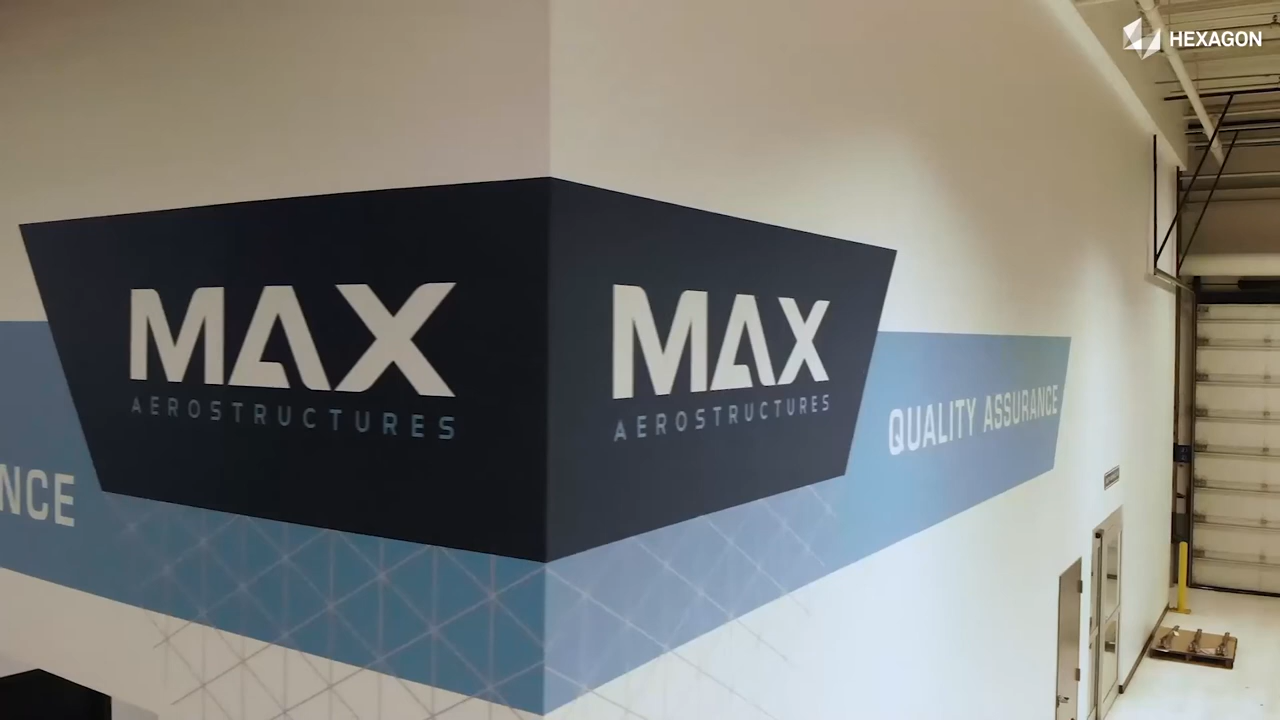 HEXAGON
MAX
AEROSTRUCTURES
MAX
AEROSTRUCTURES
QUALITY ASSURANCE
NCE